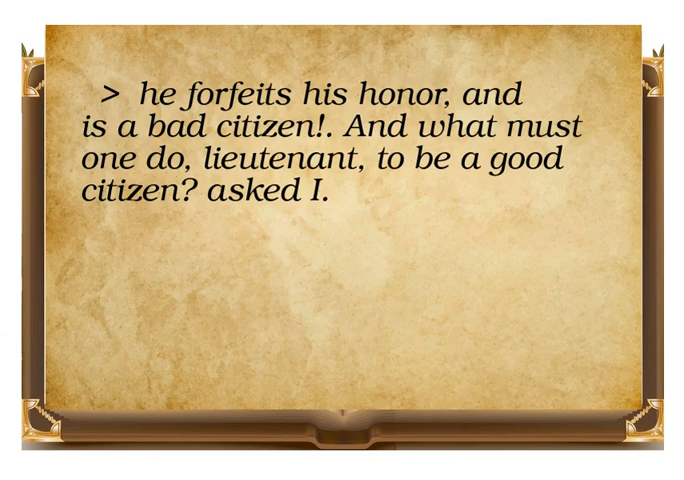 > he forfeits his honor, and
is a bad citizen!. And what must
one do, lieutenant, to be a good
citizen? asked I.